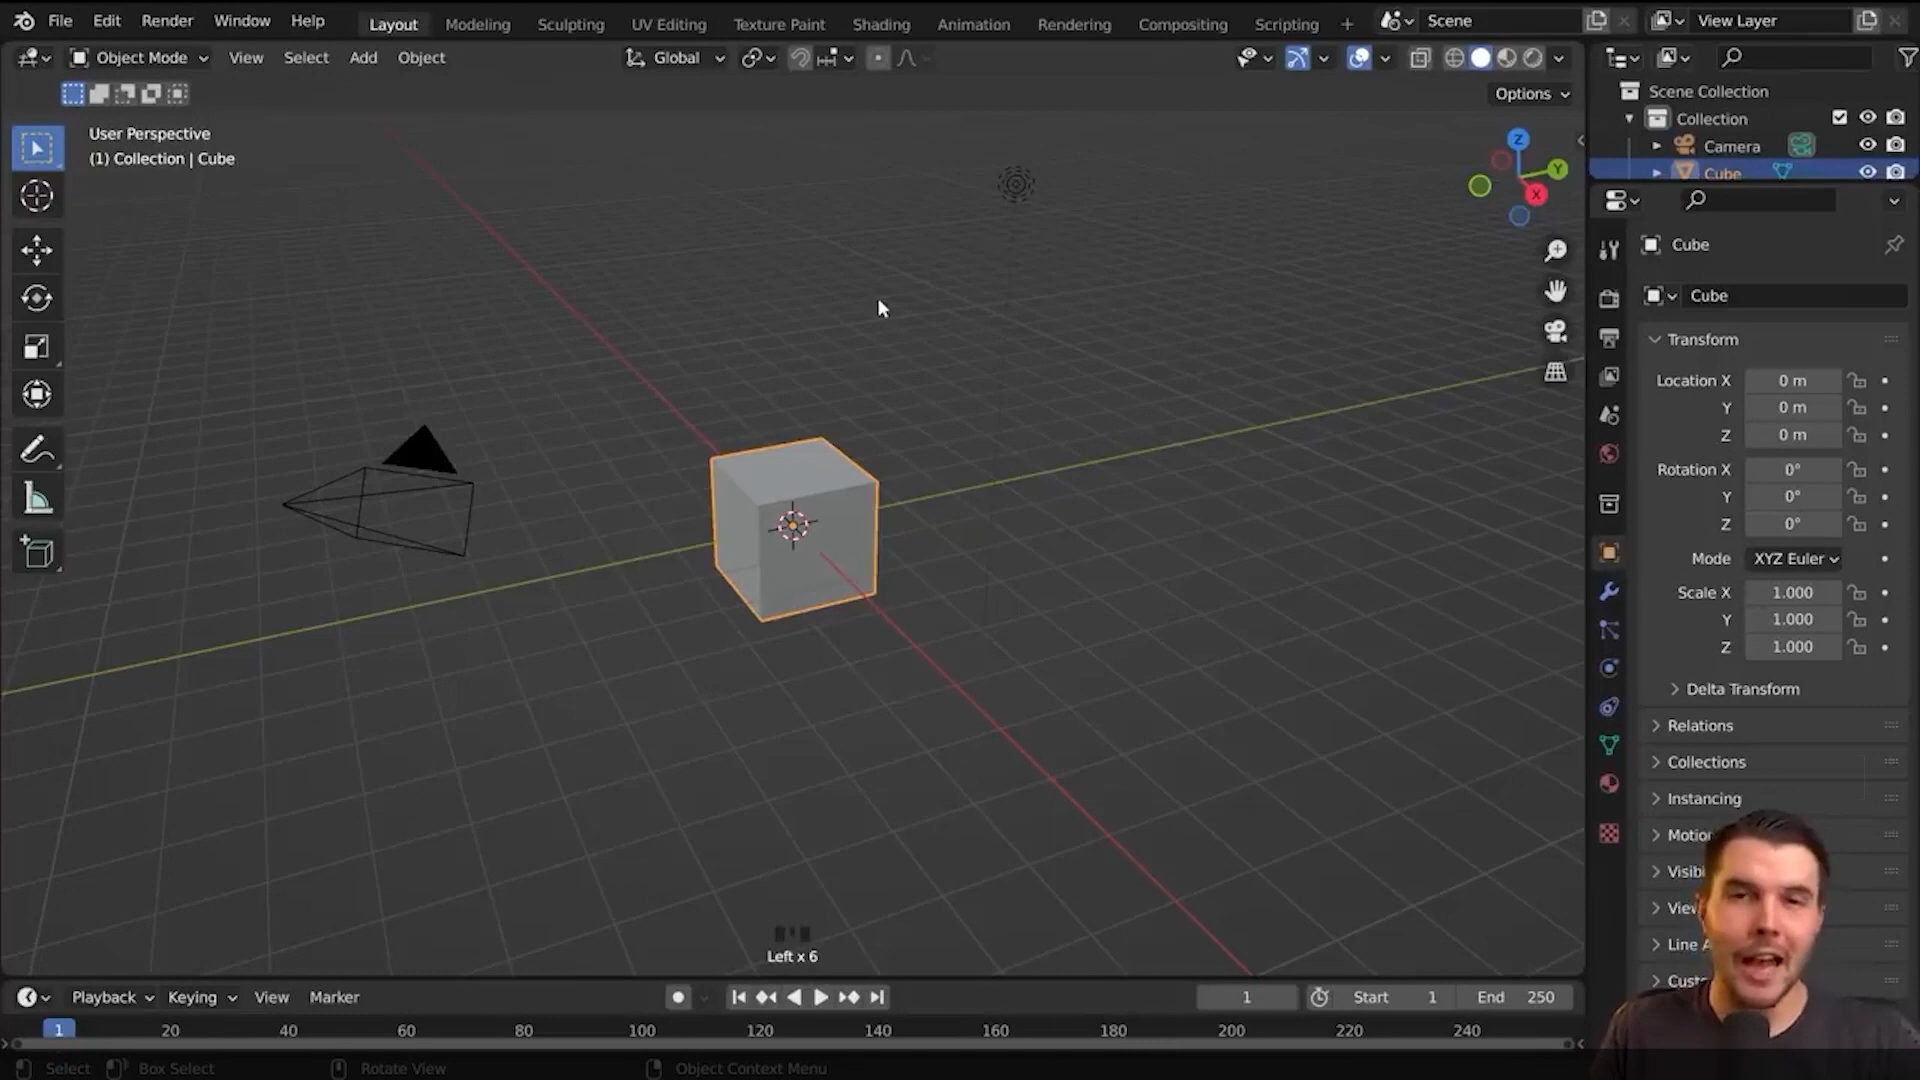 File Edit Render Window Help Layout Modeling Sculpting UV Editing Texture Paint Shading Animation Rendering Compositing Scripting + Scene View Layer
Object Mode View Select Add Object Global
Options
User Perspective
(1) Collection | Cube
Z
Y
X
Scene Collection
Collection
Camera
Cube
Cube
Cube
Transform
Location X 0 m
Y 0 m
Z 0 m
Rotation X 0°
Y 0°
Z 0°
Mode XYZ Euler
Scale X 1.000
Y 1.000
Z 1.000
Delta Transform
Relations
Collections
Instancing
Motio
Visibi
View
Line A
Custo
Left x 6
Playback Keying View Marker 1 Start 1 End 250
1 20 40 60 80 100 120 140 160 180 200 220 240
Select Box Select Rotate View Object Context Menu